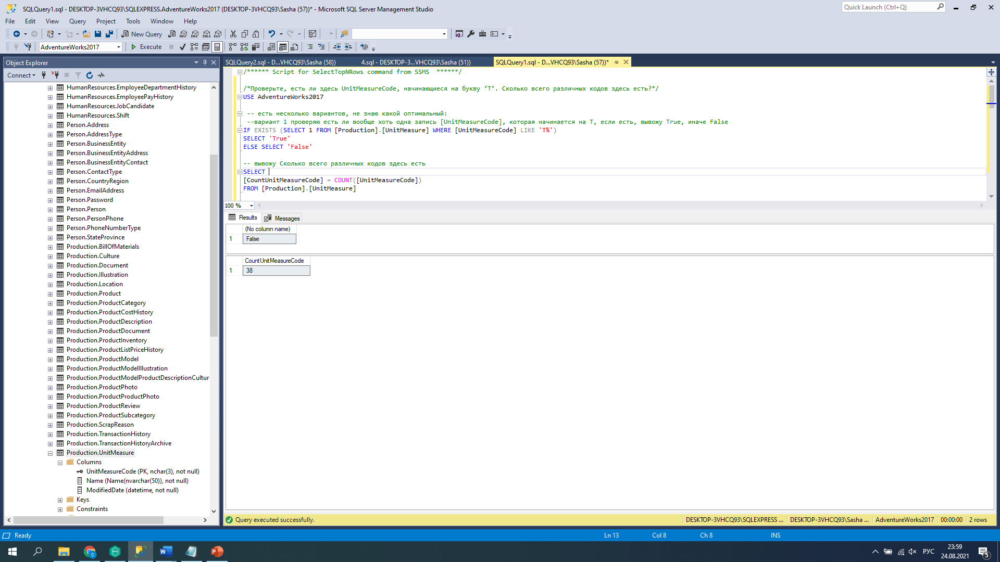 SQLQuery1.sql - DESKTOP-3VHCQ93\SQLEXPRESS.AdventureWorks2017 (DESKTOP-3VHCQ93\Sasha (57))* - Microsoft SQL Server Management Studio
Quick Launch (Ctrl+Q)
File Edit View Query Project Tools Window Help
New Query
MDX DMX XMLA DAX
AdventureWorks2017
Execute
Object Explorer
Connect
HumanResources.EmployeeDepartmentHistory
HumanResources.EmployeePayHistory
HumanResources.JobCandidate
HumanResources.Shift
Person.Address
Person.AddressType
Person.BusinessEntity
Person.BusinessEntityAddress
Person.BusinessEntityContact
Person.ContactType
Person.CountryRegion
Person.EmailAddress
Person.Password
Person.Person
Person.PersonPhone
Person.PhoneNumberType
Person.StateProvince
Production.BillOfMaterials
Production.Culture
Production.Document
Production.Illustration
Production.Location
Production.Product
Production.ProductCategory
Production.ProductCostHistory
Production.ProductDescription
Production.ProductDocument
Production.ProductInventory
Production.ProductListPriceHistory
Production.ProductModel
Production.ProductModelIllustration
Production.ProductModelProductDescriptionCultur
Production.ProductPhoto
Production.ProductProductPhoto
Production.ProductReview
Production.ProductSubcategory
Production.ScrapReason
Production.TransactionHistory
Production.TransactionHistoryArchive
Production.UnitMeasure
Columns
UnitMeasureCode (PK, nchar(3), not null)
Name (Name(nvarchar(50)), not null)
ModifiedDate (datetime, not null)
Keys
Constraints
SQLQuery2.sql - D...VHCQ93\Sasha (58))
4.sql - DESKTOP-3...VHCQ93\Sasha (51))
SQLQuery1.sql - D...VHCQ93\Sasha (57))*
/****** Script for SelectTopNRows command from SSMS ******/
/*Проверьте, есть ли здесь UnitMeasureCode, начинающиеся на букву ‘Т’. Сколько всего различных кодов здесь есть?*/
USE AdventureWorks2017
-- есть несколько вариантов, не знаю какой оптимальный:
--вариант 1 проверяю есть ли вообще хоть одна запись [UnitMeasureCode], которая начинается на Т, если есть, вывожу True, иначе False
IF EXISTS (SELECT 1 FROM [Production].[UnitMeasure] WHERE [UnitMeasureCode] LIKE 'T%')
SELECT 'True'
ELSE SELECT 'False'
-- вывожу Сколько всего различных кодов здесь есть
SELECT
[CountUnitMeasureCode] = COUNT([UnitMeasureCode])
FROM [Production].[UnitMeasure]
100 %
Results Messages
(No column name)
1 False
CountUnitMeasureCode
1 38
Query executed successfully.
DESKTOP-3VHCQ93\SQLEXPRESS ... DESKTOP-3VHCQ93\Sasha ... AdventureWorks2017 00:00:00 2 rows
Ready
Ln 13 Col 8 Ch 8 INS
РУС
23:59
24.08.2021
5